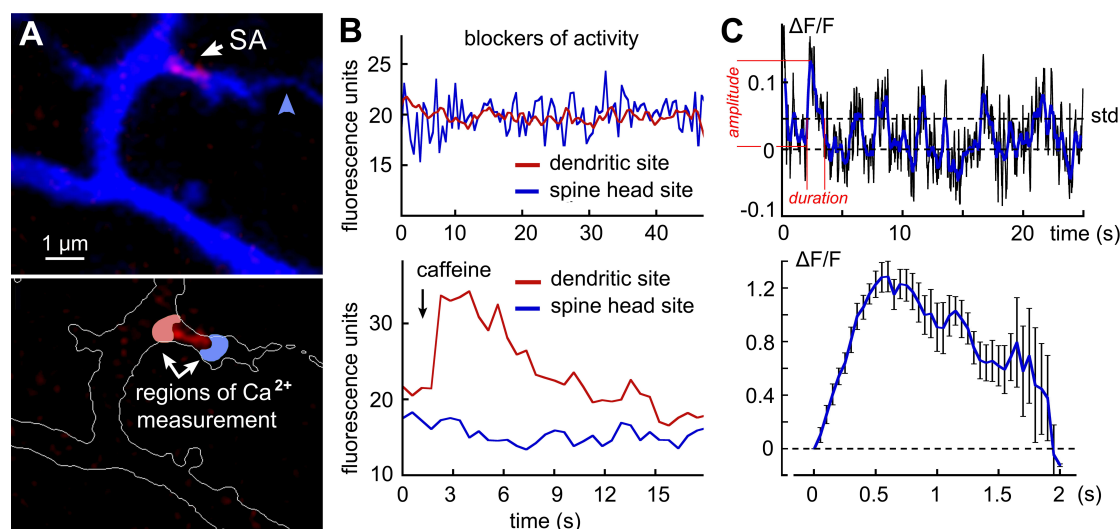 A
SA
1 µm
regions of Ca²⁺
measurement
B
blockers of activity
fluorescence units
25
20
15
dendritic site
spine head site
0 10 20 30 40
caffeine
dendritic site
spine head site
fluorescence units
30
20
10
0 3 6 9 12 15
time (s)
C
ΔF/F
amplitude
0.1
0
-0.1
std
duration
0 10 20 time (s)
ΔF/F
1.2
0.8
0.4
0
0 0.5 1 1.5 2 (s)